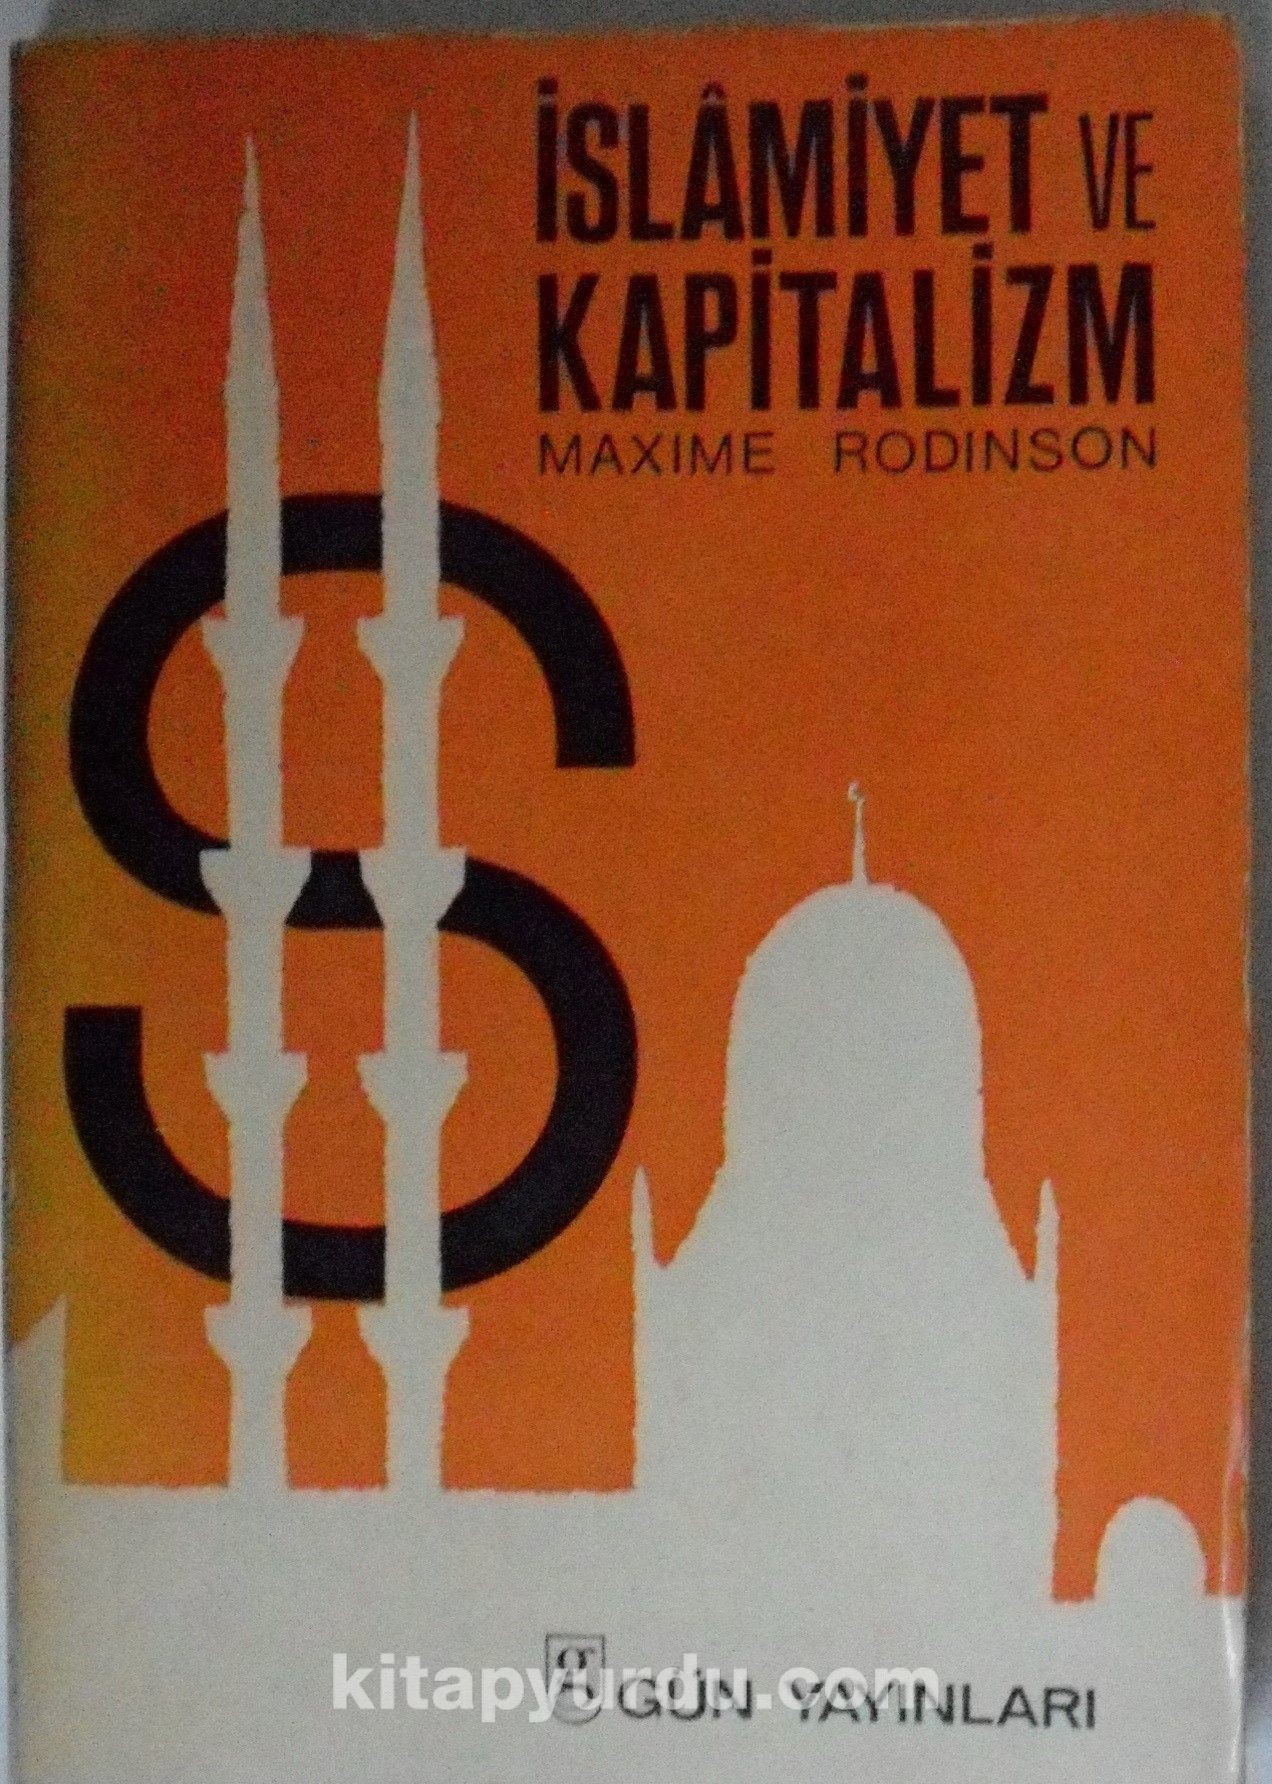 İSLÂMİYET VE
KAPİTALİZM
MAXIME RODINSON
g
GÜN YAYINLARI
kitapyurdu.com